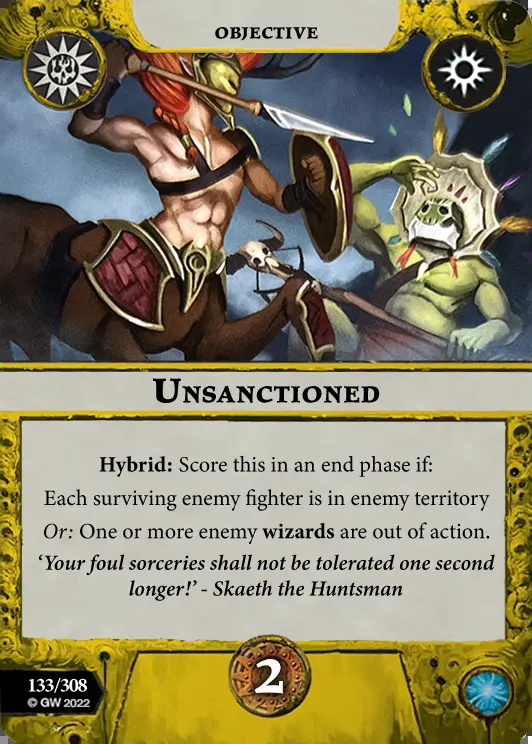 OBJECTIVE
UNSANCTIONED
Hybrid: Score this in an end phase if:
Each surviving enemy fighter is in enemy territory
Or: One or more enemy wizards are out of action.
‘Your foul sorceries shall not be tolerated one second
longer!’ - Skaeth the Huntsman
2
133/308
© GW 2022